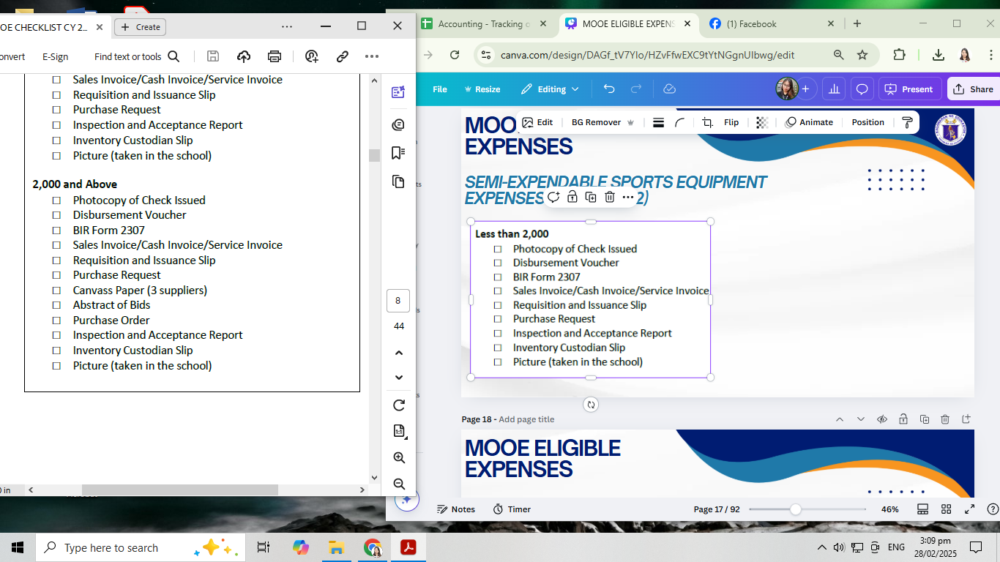 OE CHECKLIST CY 2...
Create
onvert
E-Sign
Find text or tools
Sales Invoice/Cash Invoice/Service Invoice
Requisition and Issuance Slip
Purchase Request
Inspection and Acceptance Report
Inventory Custodian Slip
Picture (taken in the school)
2,000 and Above
Photocopy of Check Issued
Disbursement Voucher
BIR Form 2307
Sales Invoice/Cash Invoice/Service Invoice
Requisition and Issuance Slip
Purchase Request
Canvass Paper (3 suppliers)
Abstract of Bids
Purchase Order
Inspection and Acceptance Report
Inventory Custodian Slip
Picture (taken in the school)
8
44
1:1
0 in
Accounting - Tracking o
MOOE ELIGIBLE EXPENS
(1) Facebook
canva.com/design/DAGf_tV7YIo/HZvFfwEXC9tYtNGgnUIbwg/edit
File
Resize
Editing
Present
Share
Edit
BG Remover
Flip
Animate
Position
MOO
EXPENSES
SEMI-EXPENDABLE SPORTS EQUIPMENT
EXPENSES 2)
Less than 2,000
Photocopy of Check Issued
Disbursement Voucher
BIR Form 2307
Sales Invoice/Cash Invoice/Service Invoice
Requisition and Issuance Slip
Purchase Request
Inspection and Acceptance Report
Inventory Custodian Slip
Picture (taken in the school)
Page 18 - Add page title
MOOE ELIGIBLE
EXPENSES
Notes
Timer
Page 17 / 92
46%
Type here to search
ENG
3:09 pm
28/02/2025